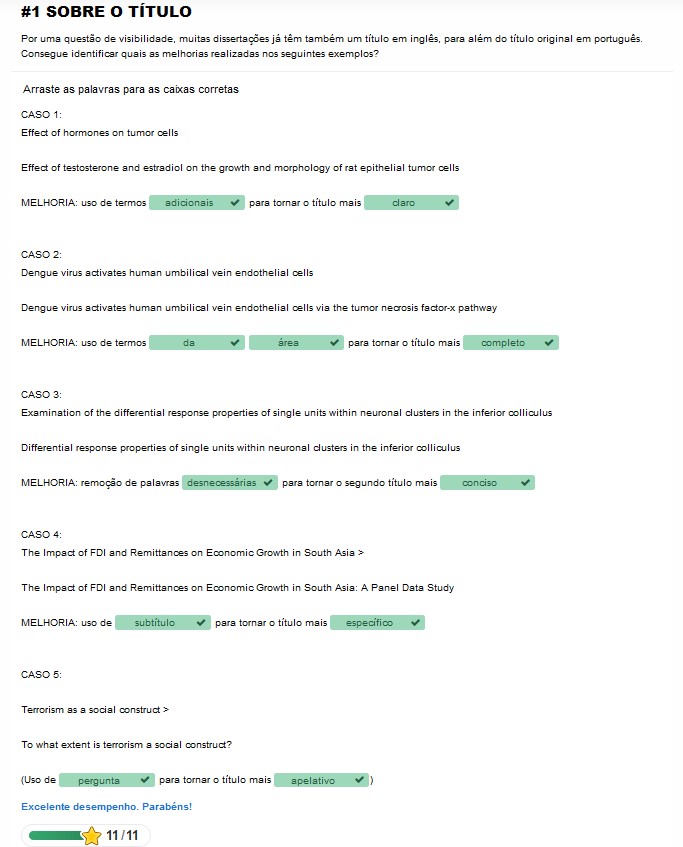 #1 SOBRE O TÍTULO
Por uma questão de visibilidade, muitas dissertações já têm também um título em inglês, para além do título original em português.
Consegue identificar quais as melhorias realizadas nos seguintes exemplos?
Arraste as palavras para as caixas corretas
CASO 1:
Effect of hormones on tumor cells
Effect of testosterone and estradiol on the growth and morphology of rat epithelial tumor cells
MELHORIA: uso de termos adicionais para tornar o título mais claro
CASO 2:
Dengue virus activates human umbilical vein endothelial cells
Dengue virus activates human umbilical vein endothelial cells via the tumor necrosis factor-x pathway
MELHORIA: uso de termos da área para tornar o título mais completo
CASO 3:
Examination of the differential response properties of single units within neuronal clusters in the inferior colliculus
Differential response properties of single units within neuronal clusters in the inferior colliculus
MELHORIA: remoção de palavras desnecessárias para tornar o segundo título mais conciso
CASO 4:
The Impact of FDI and Remittances on Economic Growth in South Asia >
The Impact of FDI and Remittances on Economic Growth in South Asia: A Panel Data Study
MELHORIA: uso de subtítulo para tornar o título mais específico
CASO 5:
Terrorism as a social construct >
To what extent is terrorism a social construct?
(Uso de pergunta para tornar o título mais apelativo)
Excelente desempenho. Parabéns!
11/11